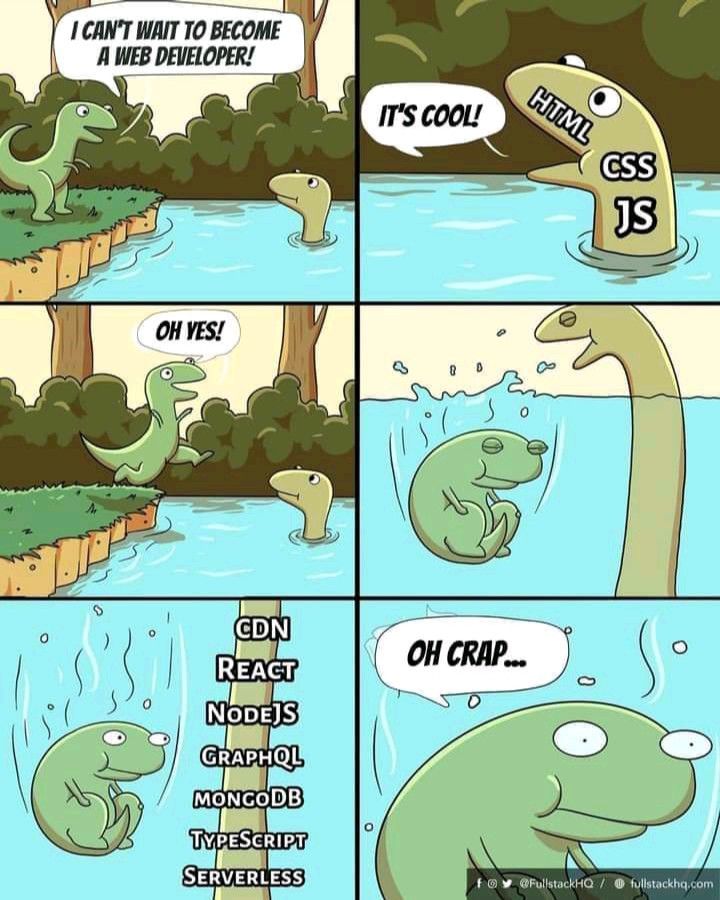 I CAN'T WAIT TO BECOME
A WEB DEVELOPER!
IT'S COOL!
HTML
CSS
JS
OH YES!
CDN
REACT
NODEJS
GRAPHQL
MONGODB
TYPESCRIPT
SERVERLESS
OH CRAP...
@FullstackHQ / fullstackhq.com